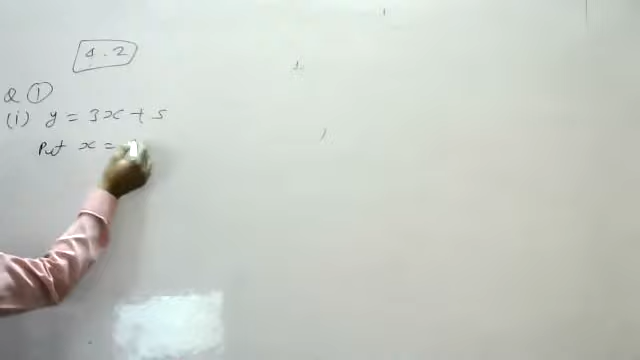 4.2
Q ①
(i) y = 3x + 5
Put x =